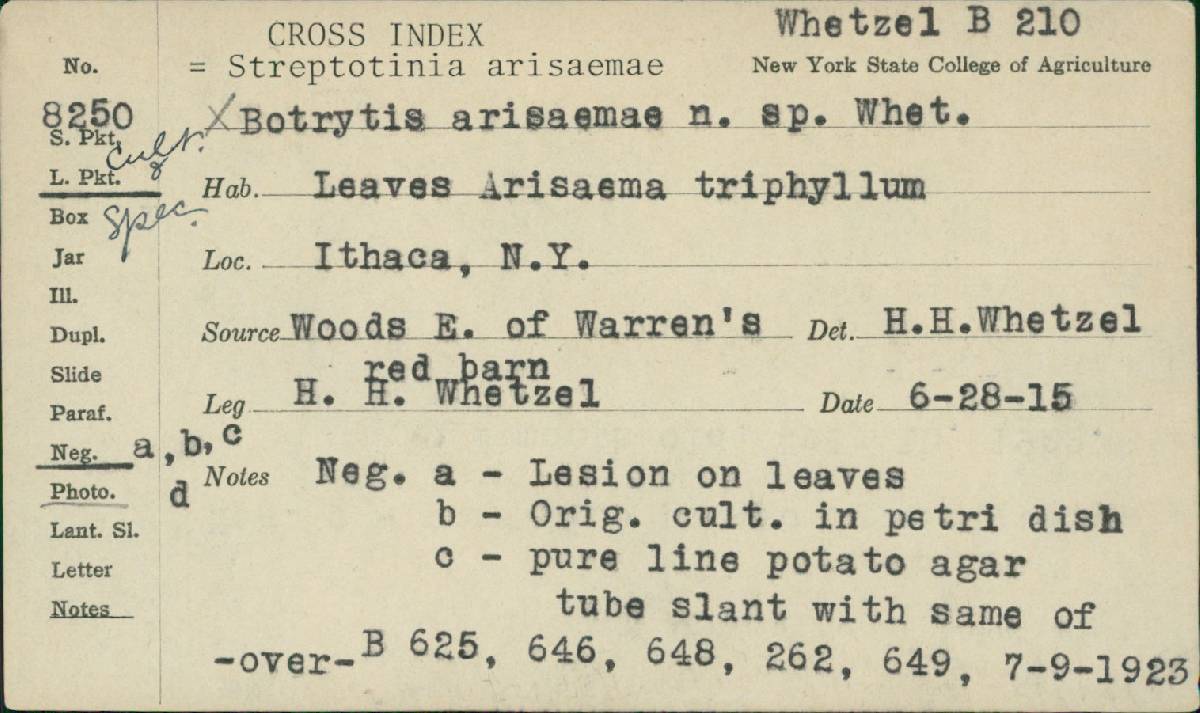 CROSS INDEX
Whetzel B 210
No. = Streptotinia arisaemae New York State College of Agriculture
8250 X Botrytis arisaemae n. sp. Whet.
S. Pkt. Cult. &
L. Pkt. Hab. Leaves Arisaema triphyllum
Box Spec.
Jar Loc. Ithaca, N.Y.
Ill.
Dupl. Source Woods E. of Warren's Det. H.H.Whetzel
Slide red barn
Paraf. Leg H. H. Whetzel Date 6-28-15
Neg. a, b, c
Notes Neg. a - Lesion on leaves
Photo. d
b - Orig. cult. in petri dish
Lant. Sl.
c - pure line potato agar
Letter
Notes tube slant with same of
-over- B 625, 646, 648, 262, 649, 7-9-1923